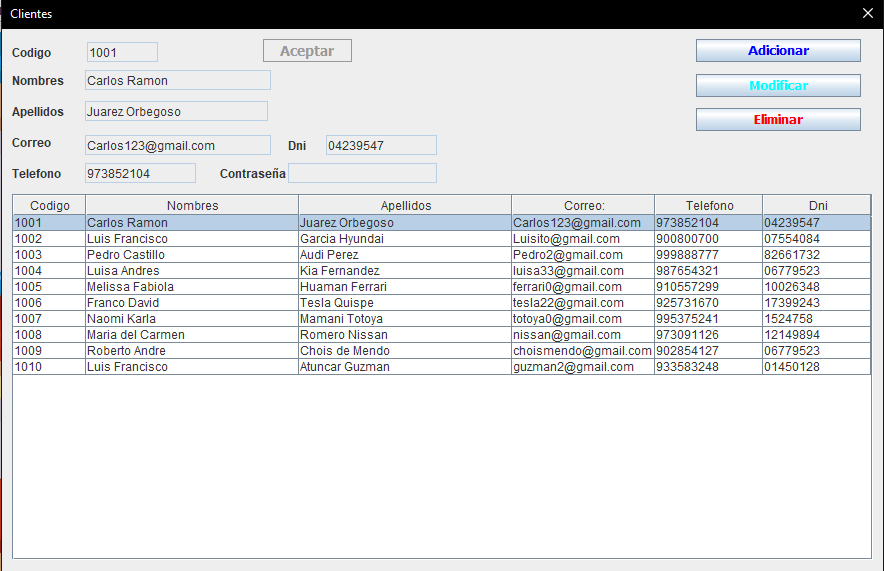 Clientes
Codigo 1001 Aceptar Adicionar
Nombres Carlos Ramon Modificar
Apellidos Juarez Orbegoso Eliminar
Correo Carlos123@gmail.com Dni 04239547
Telefono 973852104 Contraseña
Codigo Nombres Apellidos Correo: Telefono Dni
1001 Carlos Ramon Juarez Orbegoso Carlos123@gmail.com 973852104 04239547
1002 Luis Francisco Garcia Hyundai Luisito@gmail.com 900800700 07554084
1003 Pedro Castillo Audi Perez Pedro2@gmail.com 999888777 82661732
1004 Luisa Andres Kia Fernandez luisa33@gmail.com 987654321 06779523
1005 Melissa Fabiola Huaman Ferrari ferrari0@gmail.com 910557299 10026348
1006 Franco David Tesla Quispe tesla22@gmail.com 925731670 17399243
1007 Naomi Karla Mamani Totoya totoya0@gmail.com 995375241 1524758
1008 Maria del Carmen Romero Nissan nissan@gmail.com 973091126 12149894
1009 Roberto Andre Chois de Mendo choismendo@gmail.com 902854127 06779523
1010 Luis Francisco Atuncar Guzman guzman2@gmail.com 933583248 01450128